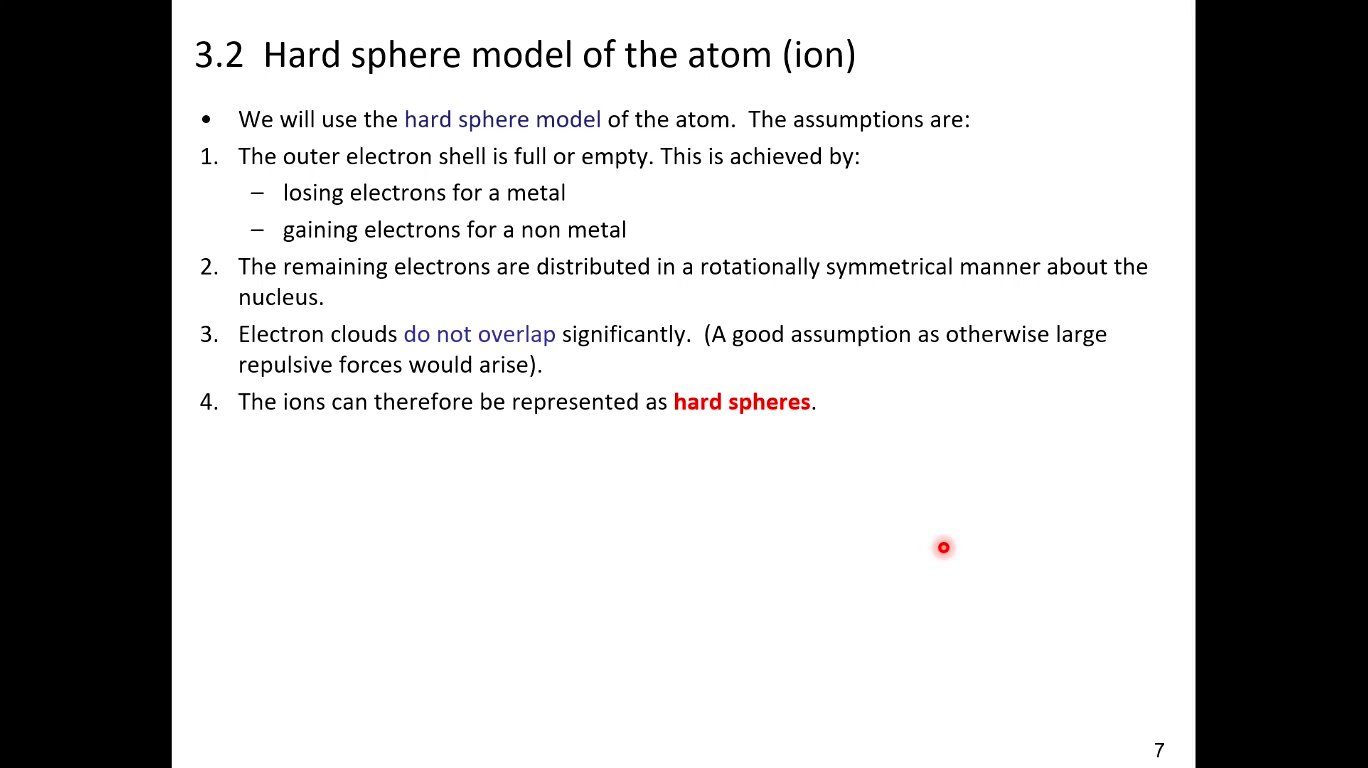 3.2 Hard sphere model of the atom (ion)
• We will use the hard sphere model of the atom. The assumptions are:
1. The outer electron shell is full or empty. This is achieved by:
– losing electrons for a metal
– gaining electrons for a non metal
2. The remaining electrons are distributed in a rotationally symmetrical manner about the
nucleus.
3. Electron clouds do not overlap significantly. (A good assumption as otherwise large
repulsive forces would arise).
4. The ions can therefore be represented as hard spheres.
7